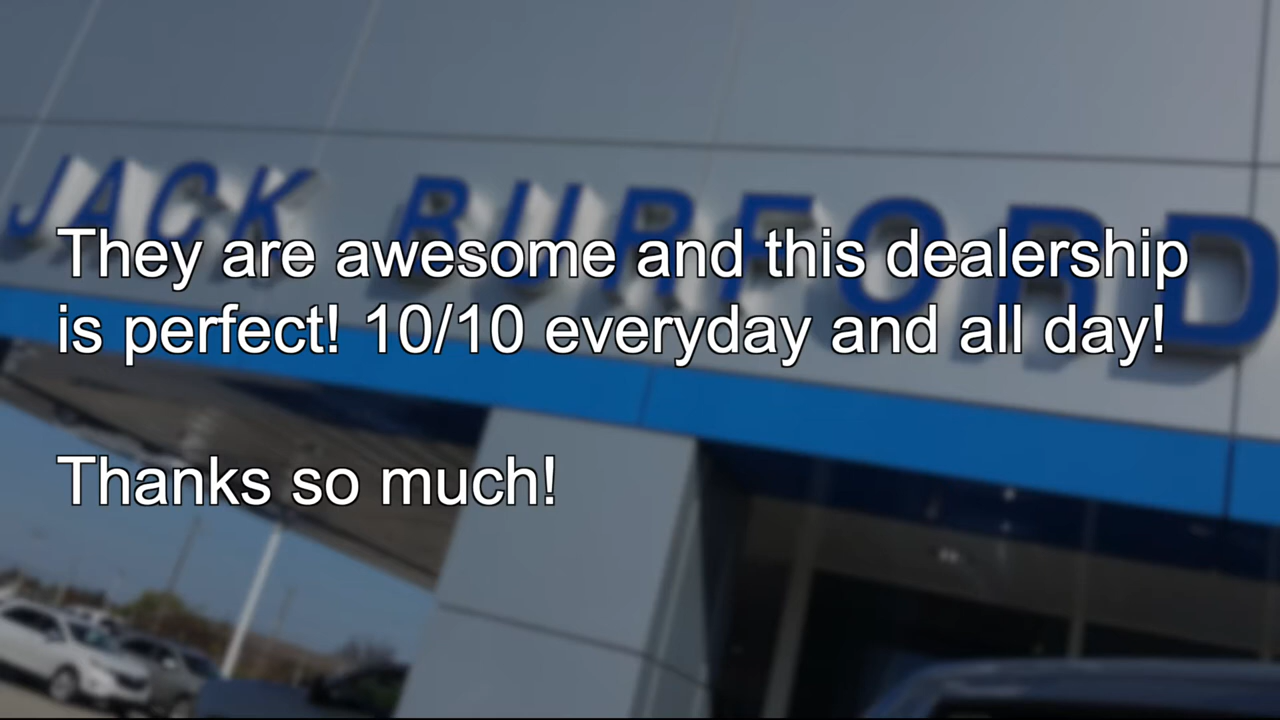 JACK BURFORD
They are awesome and this dealership
is perfect! 10/10 everyday and all day!
Thanks so much!